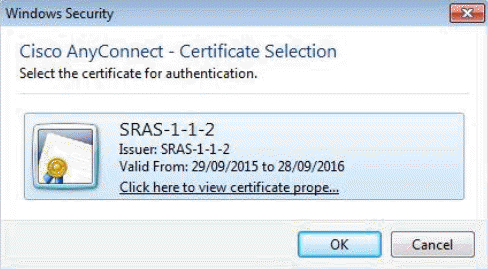 Windows Security
Cisco AnyConnect - Certificate Selection
Select the certificate for authentication.
SRAS-1-1-2
Issuer: SRAS-1-1-2
Valid From: 29/09/2015 to 28/09/2016
Click here to view certificate prope...
OK Cancel